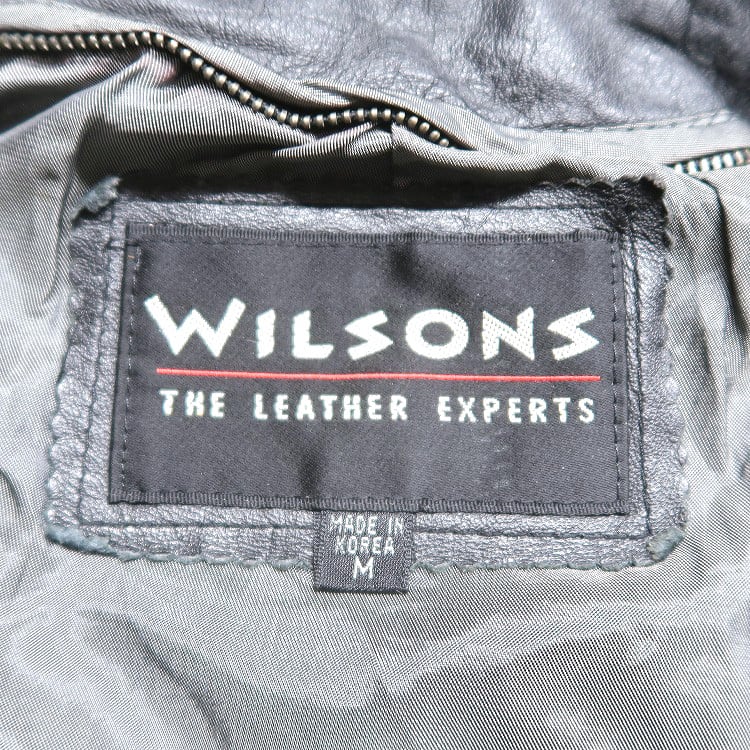 WILSONS
THE LEATHER EXPERTS
MADE IN
KOREA
M